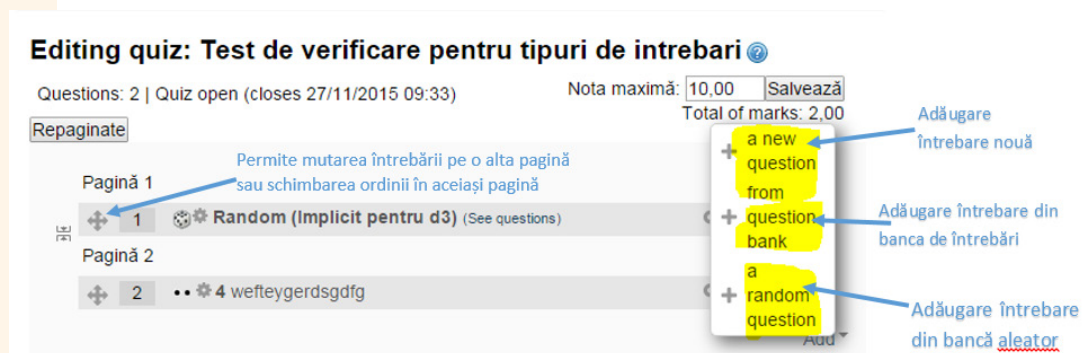 Editing quiz: Test de verificare pentru tipuri de intrebari
Questions: 2 | Quiz open (closes 27/11/2015 09:33)
Nota maximă: 10,00 Salvează
Total of marks: 2,00
Repaginate
a new
question
from
question
bank
a
random
question
Add
Adăugare
întrebare nouă
Permite mutarea întrebării pe o alta pagină
sau schimbarea ordinii în aceiași pagină
Pagină 1
1 Random (Implicit pentru d3) (See questions)
Adăugare întrebare din
banca de întrebări
Pagină 2
2 4 wefteygerdsgdfg
Adăugare întrebare
din bancă aleator